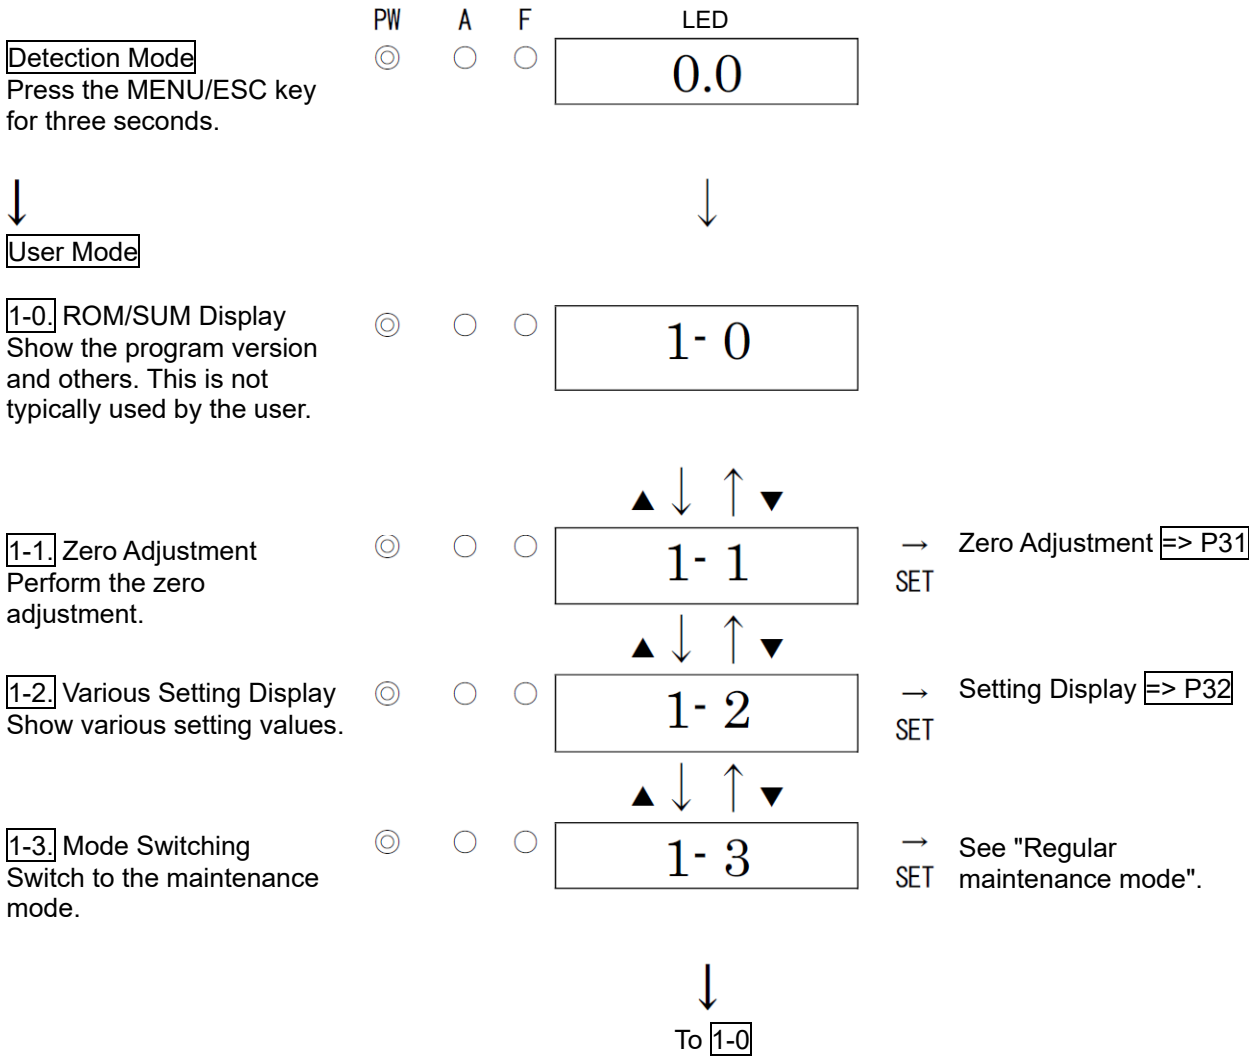 PW A F LED
Detection Mode
Press the MENU/ESC key
for three seconds.
◎ ○ ○ 0.0
↓ ↓
User Mode
1-0. ROM/SUM Display
Show the program version
and others. This is not
typically used by the user.
◎ ○ ○ 1- 0
▲ ↓ ↑ ▼
1-1. Zero Adjustment
Perform the zero
adjustment.
◎ ○ ○ 1- 1
→ Zero Adjustment => P31
SET
▲ ↓ ↑ ▼
1-2. Various Setting Display
Show various setting values.
◎ ○ ○ 1- 2
→ Setting Display => P32
SET
▲ ↓ ↑ ▼
1-3. Mode Switching
Switch to the maintenance
mode.
◎ ○ ○ 1- 3
→ See "Regular
SET maintenance mode".
↓
To 1-0